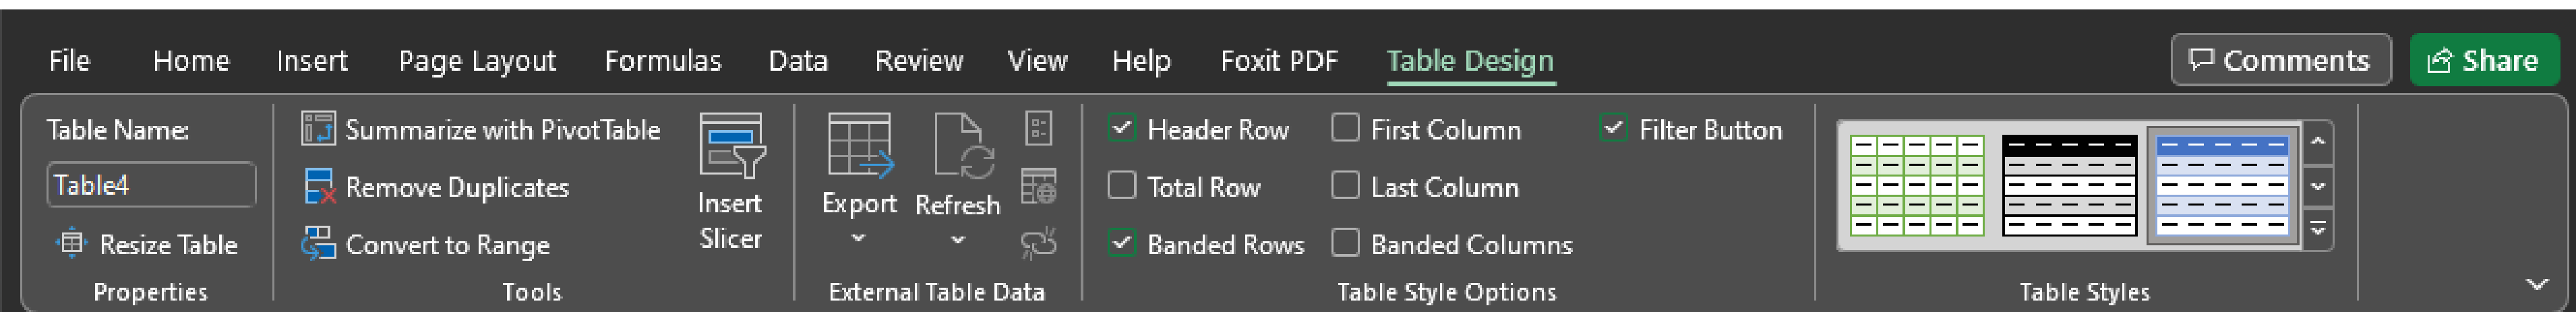 File Home Insert Page Layout Formulas Data Review View Help Foxit PDF Table Design Comments Share
Table Name:
Table4
Resize Table
Properties
Summarize with PivotTable
Remove Duplicates
Convert to Range
Insert
Slicer
Tools
Export
Refresh
External Table Data
Header Row
Total Row
Banded Rows
First Column
Last Column
Banded Columns
Filter Button
Table Style Options
Table Styles